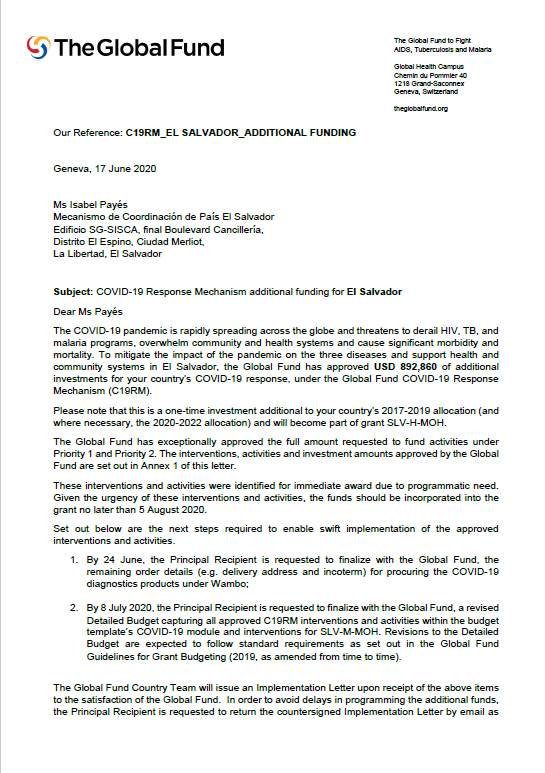 TheGlobalFund
The Global Fund to Fight
AIDS, Tuberculosis and Malaria
Global Health Campus
Chemin du Pommier 40
1218 Grand-Saconnex
Geneva, Switzerland
theglobalfund.org
Our Reference: C19RM_EL SALVADOR_ADDITIONAL FUNDING
Geneva, 17 June 2020
Ms Isabel Payés
Mecanismo de Coordinación de País El Salvador
Edificio SG-SISCA, final Boulevard Cancillería,
Distrito El Espino, Ciudad Merliot,
La Libertad, El Salvador
Subject: COVID-19 Response Mechanism additional funding for El Salvador
Dear Ms Payés
The COVID-19 pandemic is rapidly spreading across the globe and threatens to derail HIV, TB, and
malaria programs, overwhelm community and health systems and cause significant morbidity and
mortality. To mitigate the impact of the pandemic on the three diseases and support health and
community systems in El Salvador, the Global Fund has approved USD 892,860 of additional
investments for your country's COVID-19 response, under the Global Fund COVID-19 Response
Mechanism (C19RM).
Please note that this is a one-time investment additional to your country's 2017-2019 allocation (and
where necessary, the 2020-2022 allocation) and will become part of grant SLV-H-MOH.
The Global Fund has exceptionally approved the full amount requested to fund activities under
Priority 1 and Priority 2. The interventions, activities and investment amounts approved by the Global
Fund are set out in Annex 1 of this letter.
These interventions and activities were identified for immediate award due to programmatic need.
Given the urgency of these interventions and activities, the funds should be incorporated into the
grant no later than 5 August 2020.
Set out below are the next steps required to enable swift implementation of the approved
interventions and activities.
1. By 24 June, the Principal Recipient is requested to finalize with the Global Fund, the
remaining order details (e.g. delivery address and incoterm) for procuring the COVID-19
diagnostics products under Wambo;
2. By 8 July 2020, the Principal Recipient is requested to finalize with the Global Fund, a revised
Detailed Budget capturing all approved C19RM interventions and activities within the budget
template's COVID-19 module and interventions for SLV-M-MOH. Revisions to the Detailed
Budget are expected to follow standard requirements as set out in the Global Fund
Guidelines for Grant Budgeting (2019, as amended from time to time).
The Global Fund Country Team will issue an Implementation Letter upon receipt of the above items
to the satisfaction of the Global Fund. In order to avoid delays in programming the additional funds,
the Principal Recipient is requested to return the countersigned Implementation Letter by email as